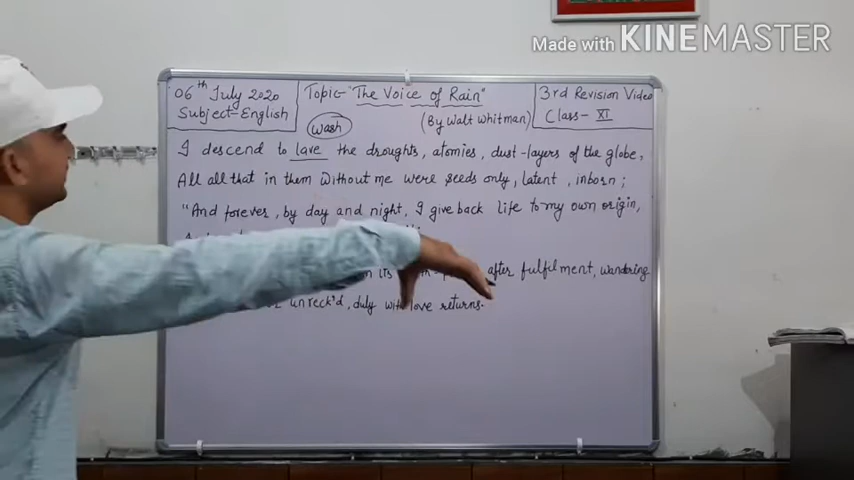 Made with KINEMASTER
06th July 2020
Subject-English
Topic- "The Voice of Rain"
(By Walt Whitman)
3rd Revision Video
Class- XI
Wash
I descend to lave the droughts, atomies, dust-layers of the globe,
All all that in them without me were seeds only, latent, inborn;
"And forever, by day and night, I give back life to my own origin,
after fulfilment, wandering
unreck'd, duly with love returns.